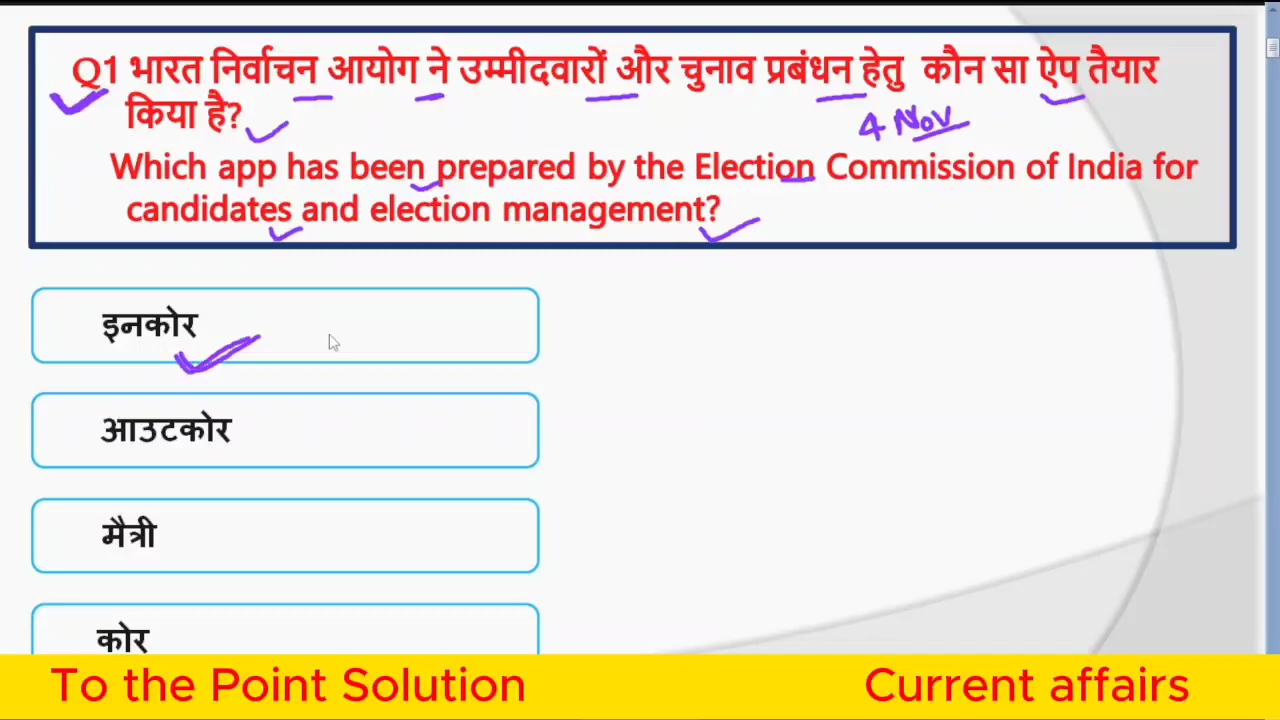 Q1 भारत निर्वाचन आयोग ने उम्मीदवारों और चुनाव प्रबंधन हेतु कौन सा ऐप तैयार
किया है?
4 Nov
Which app has been prepared by the Election Commission of India for
candidates and election management?
इनकोर
आउटकोर
मैत्री
कोर
To the Point Solution
Current affairs